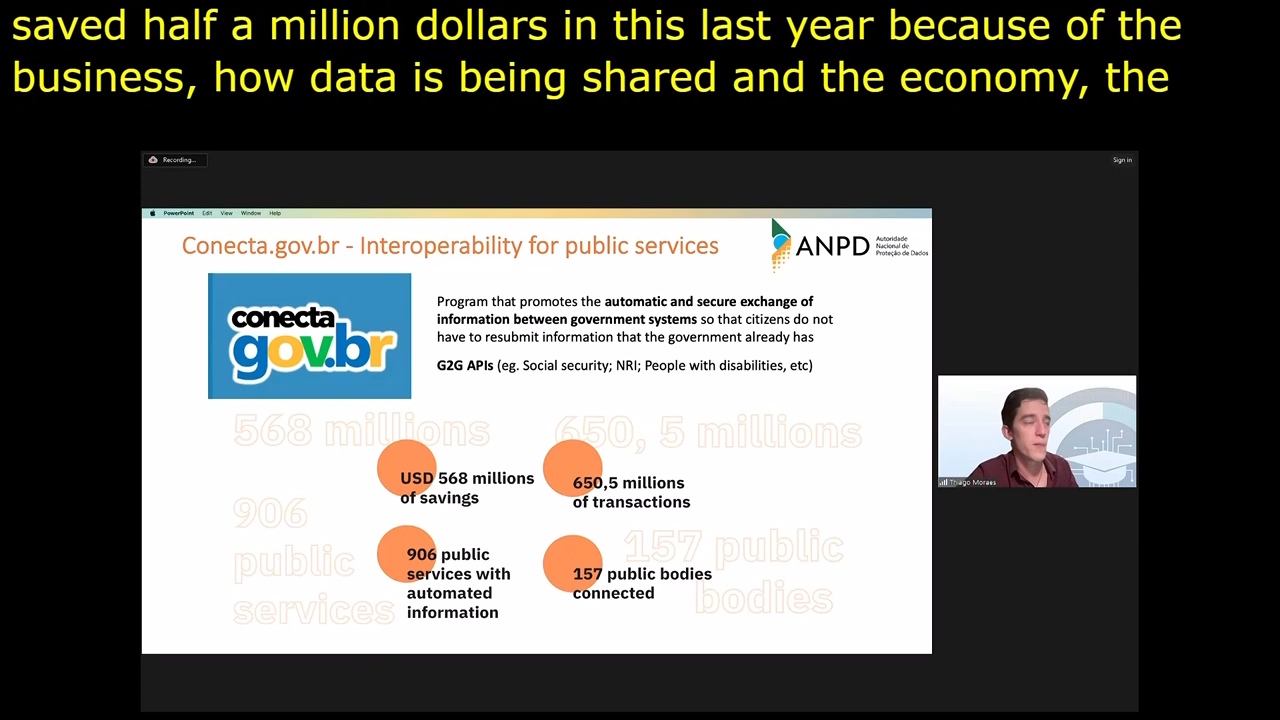 saved half a million dollars in this last year because of the
business, how data is being shared and the economy, the
Recording...
Sign in
PowerPoint Edit View Window Help
Conecta.gov.br - Interoperability for public services
ANPD
Autoridade
Nacional de
Proteção de Dados
conecta
gov.br
Program that promotes the automatic and secure exchange of
information between government systems so that citizens do not
have to resubmit information that the government already has
G2G APIs (eg. Social security; NRI; People with disabilities, etc)
568 millions
650, 5 millions
USD 568 millions
of savings
650,5 millions
of transactions
906
public
services
157 public
bodies
906 public
services with
automated
information
157 public bodies
connected
Thiago Moraes